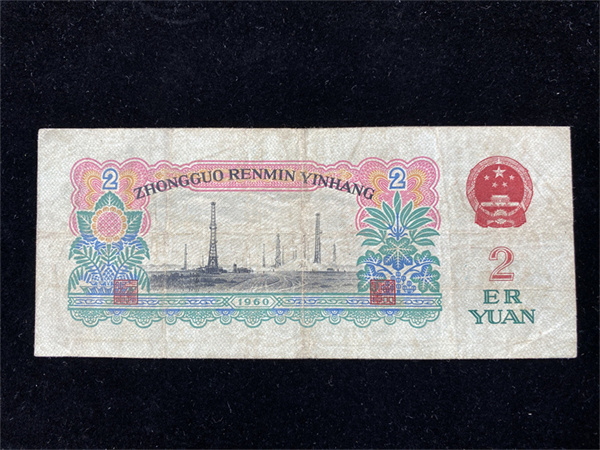 2
ZHONGGUO RENMIN YINHANG
2
1960
2
ER
YUAN